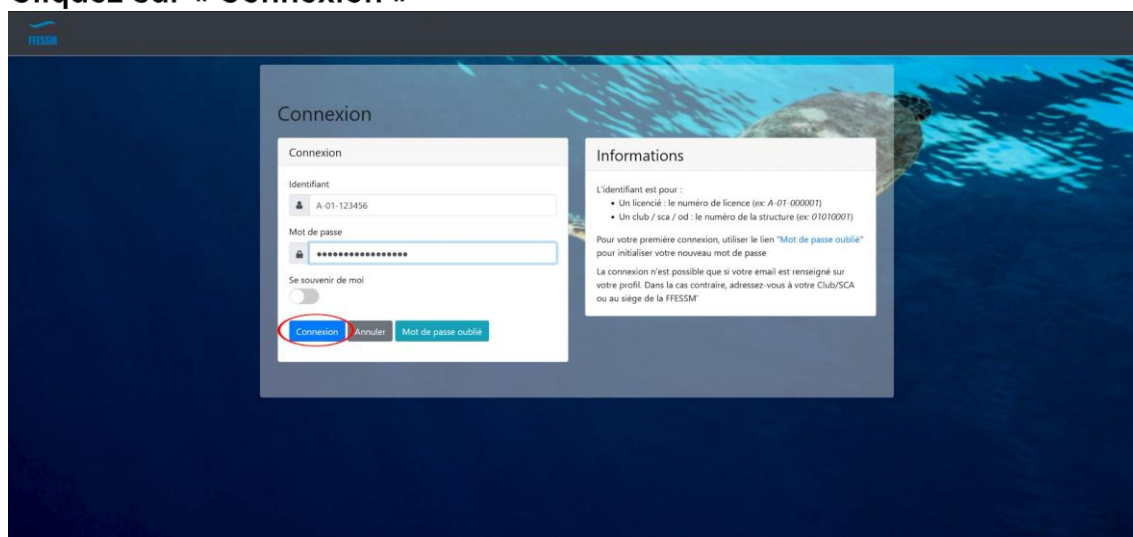 Cliquez sur « Connexion »
FFESSM
Connexion
Connexion
Identifiant
A-01-123456
Mot de passe
•••••••••••••••••
Se souvenir de moi
Connexion Annuler Mot de passe oublié
Informations
L'identifiant est pour :
• Un licencié : le numéro de licence (ex: A-01-000001)
• Un club / sca / od : le numéro de la structure (ex: 01010001)
Pour votre première connexion, utiliser le lien "Mot de passe oublié"
pour initialiser votre nouveau mot de passe
La connexion n'est possible que si votre email est renseigné sur
votre profil. Dans la cas contraire, adressez-vous à votre Club/SCA
ou au siège de la FFESSM'